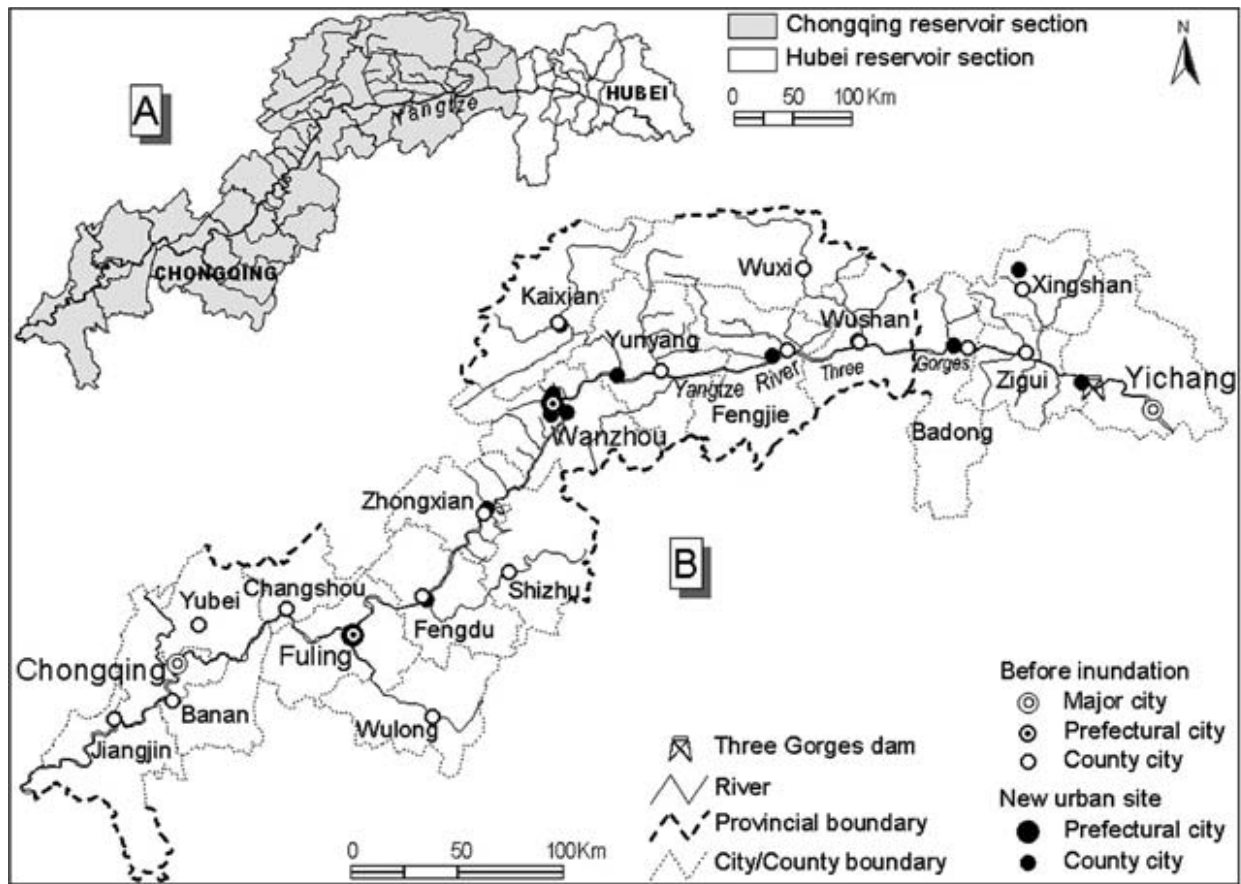 Chongqing reservoir section
Hubei reservoir section
0 50 100 Km
N
A
HUBEI
Yangtze
CHONGQING
Wuxi
Xingshan
Kaixian
Wushan
Yunyang
Gorges
Three
River
Yangtze
Zigui
Yichang
Fengjie
Badong
Wanzhou
Zhongxian
B
Changshou
Shizhu
Yubei
Fengdu
Fuling
Chongqing
Banan
Wulong
Jiangjin
0 50 100Km
Three Gorges dam
River
Provincial boundary
City/County boundary
Before inundation
Major city
Prefectural city
County city
New urban site
Prefectural city
County city